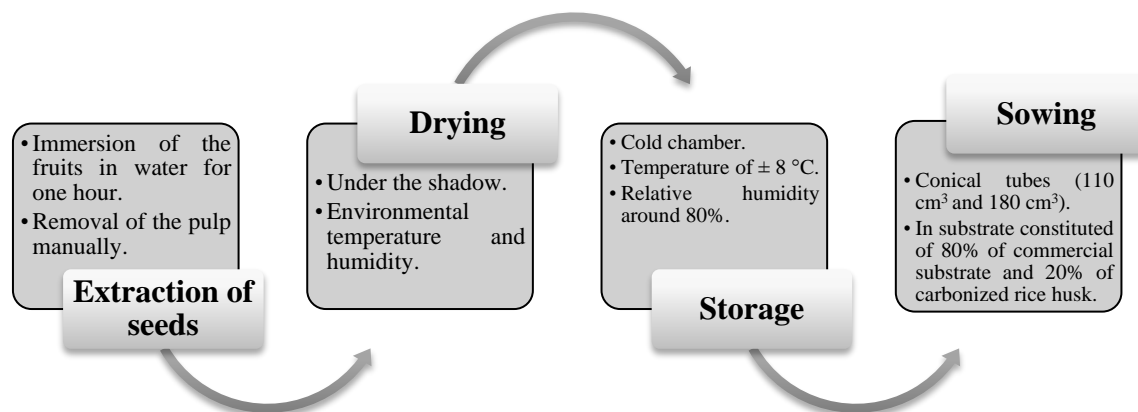 • Immersion of the
fruits in water for
one hour.
• Removal of the pulp
manually.
Extraction of
seeds
Drying
• Under the shadow.
• Environmental
temperature and
humidity.
• Cold chamber.
• Temperature of ± 8 °C.
• Relative humidity
around 80%.
Storage
Sowing
• Conical tubes (110
cm³ and 180 cm³).
• In substrate constituted
of 80% of commercial
substrate and 20% of
carbonized rice husk.